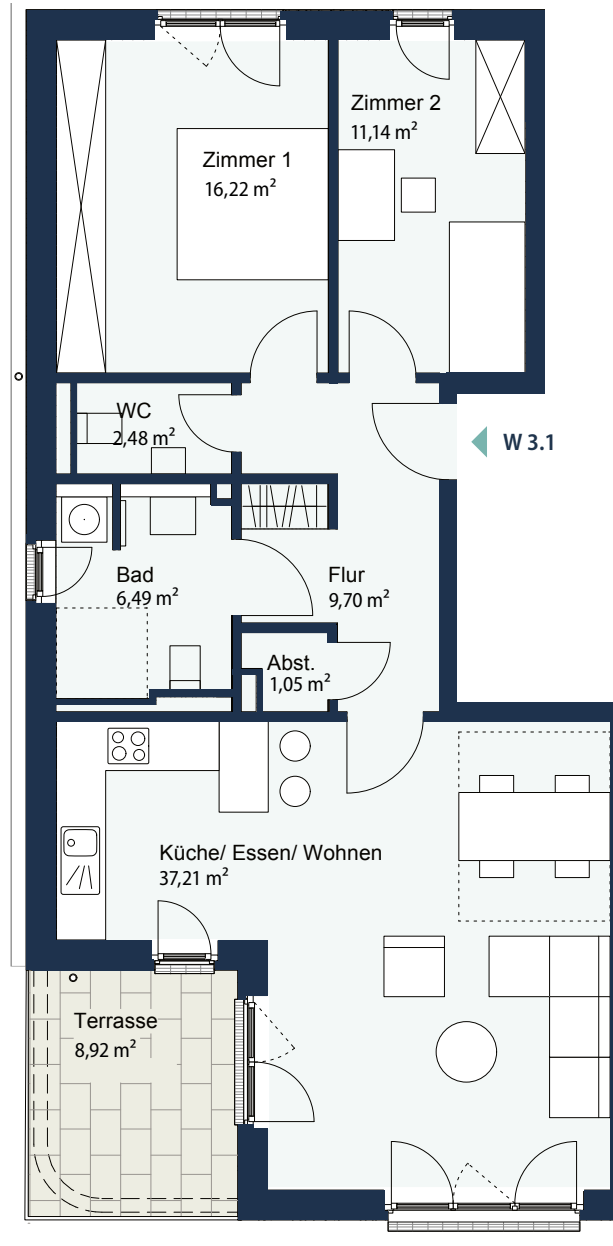 Zimmer 2
11,14 m²
Zimmer 1
16,22 m²
WC
2,48 m²
W 3.1
Bad
6,49 m²
Flur
9,70 m²
Abst.
1,05 m²
Küche/ Essen/ Wohnen
37,21 m²
Terrasse
8,92 m²